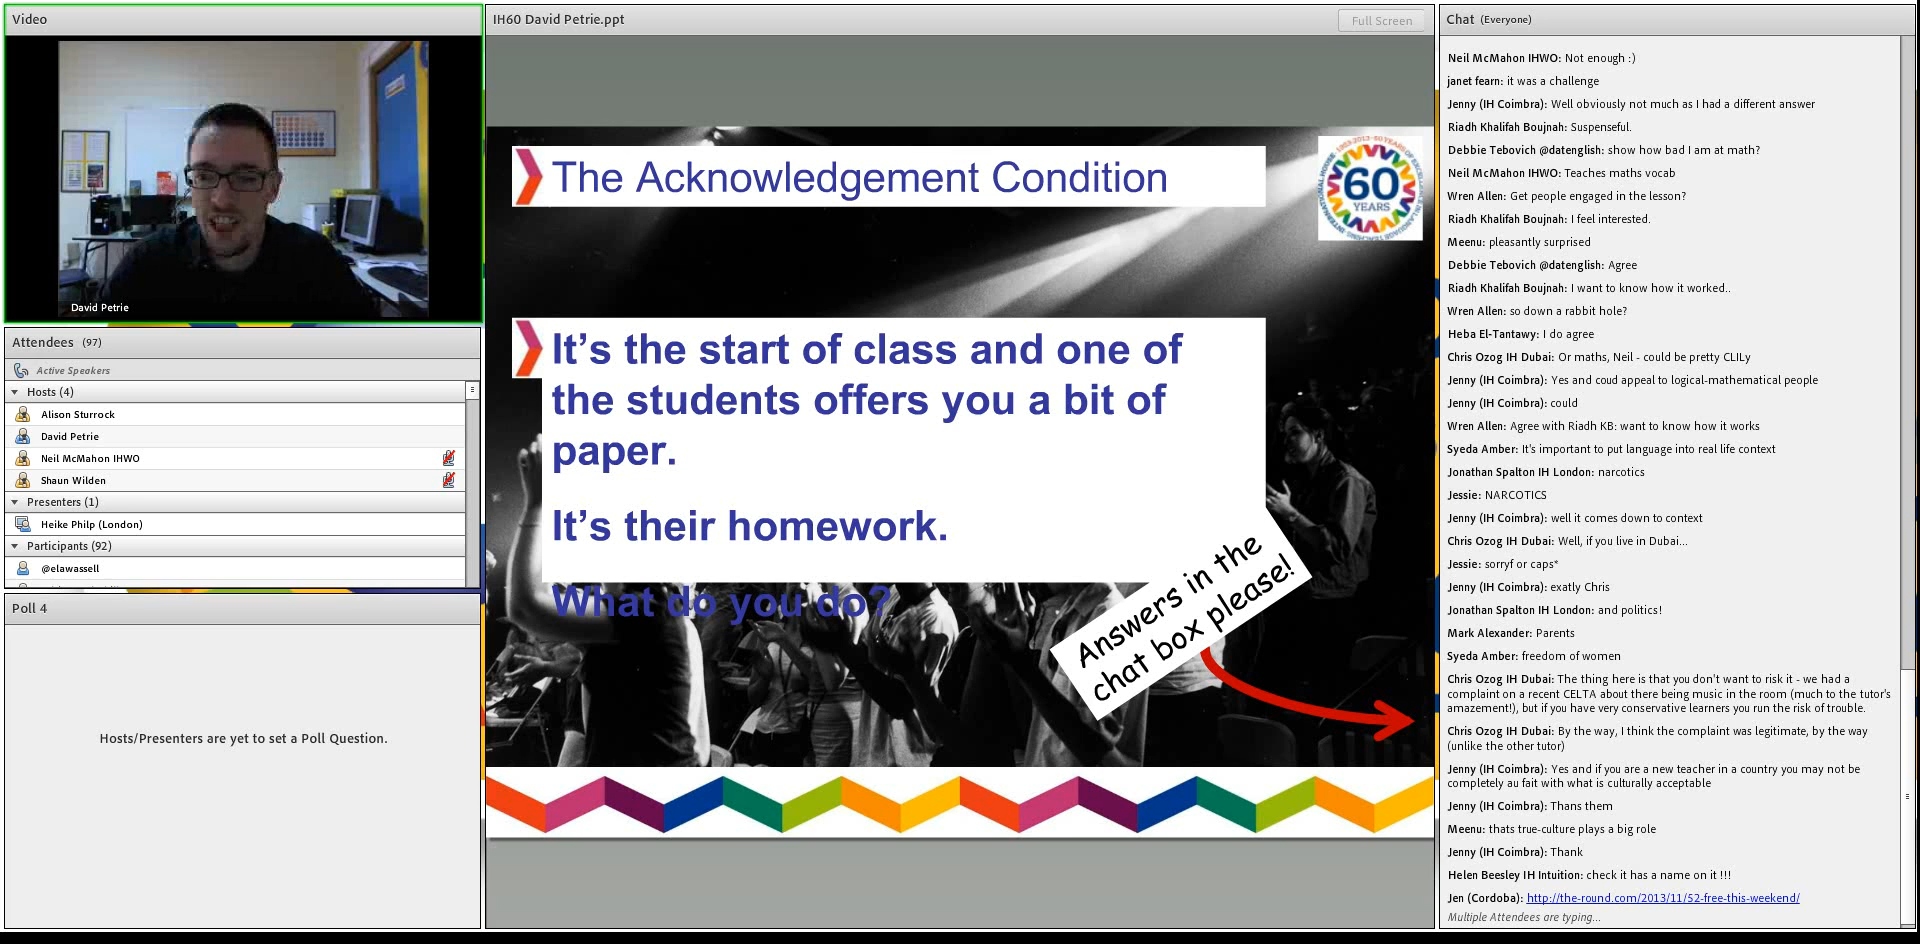 Video
David Petrie
Attendees (97)
Active Speakers
Hosts (4)
Alison Sturrock
David Petrie
Neil McMahon IHWO
Shaun Wilden
Presenters (1)
Heike Philp (London)
Participants (92)
@elawassell
Poll 4
Hosts/Presenters are yet to set a Poll Question.
IH60 David Petrie.ppt
Full Screen
The Acknowledgement Condition
60
YEARS
It's the start of class and one of
the students offers you a bit of
paper.
It's their homework.
What do you do?
Answers in the
chat box please!
Chat (Everyone)
Neil McMahon IHWO: Not enough :)
janet fearn: it was a challenge
Jenny (IH Coimbra): Well obviously not much as I had a different answer
Riadh Khalifah Boujnah: Suspenseful.
Debbie Tebovich @datenglish: show how bad I am at math?
Neil McMahon IHWO: Teaches maths vocab
Wren Allen: Get people engaged in the lesson?
Riadh Khalifah Boujnah: I feel interested.
Meenu: pleasantly surprised
Debbie Tebovich @datenglish: Agree
Riadh Khalifah Boujnah: I want to know how it worked..
Wren Allen: so down a rabbit hole?
Heba El-Tantawy: I do agree
Chris Ozog IH Dubai: Or maths, Neil - could be pretty CLILy
Jenny (IH Coimbra): Yes and coud appeal to logical-mathematical people
Jenny (IH Coimbra): could
Wren Allen: Agree with Riadh KB: want to know how it works
Syeda Amber: It's important to put language into real life context
Jonathan Spalton IH London: narcotics
Jessie: NARCOTICS
Jenny (IH Coimbra): well it comes down to context
Chris Ozog IH Dubai: Well, if you live in Dubai...
Jessie: sorryf or caps*
Jenny (IH Coimbra): exatly Chris
Jonathan Spalton IH London: and politics!
Mark Alexander: Parents
Syeda Amber: freedom of women
Chris Ozog IH Dubai: The thing here is that you don't want to risk it - we had a
complaint on a recent CELTA about there being music in the room (much to the tutor's
amazement!), but if you have very conservative learners you run the risk of trouble.
Chris Ozog IH Dubai: By the way, I think the complaint was legitimate, by the way
(unlike the other tutor)
Jenny (IH Coimbra): Yes and if you are a new teacher in a country you may not be
completely au fait with what is culturally acceptable
Jenny (IH Coimbra): Thans them
Meenu: thats true-culture plays a big role
Jenny (IH Coimbra): Thank
Helen Beesley IH Intuition: check it has a name on it !!!
Jen (Cordoba): http://the-round.com/2013/11/52-free-this-weekend/
Multiple Attendees are typing...